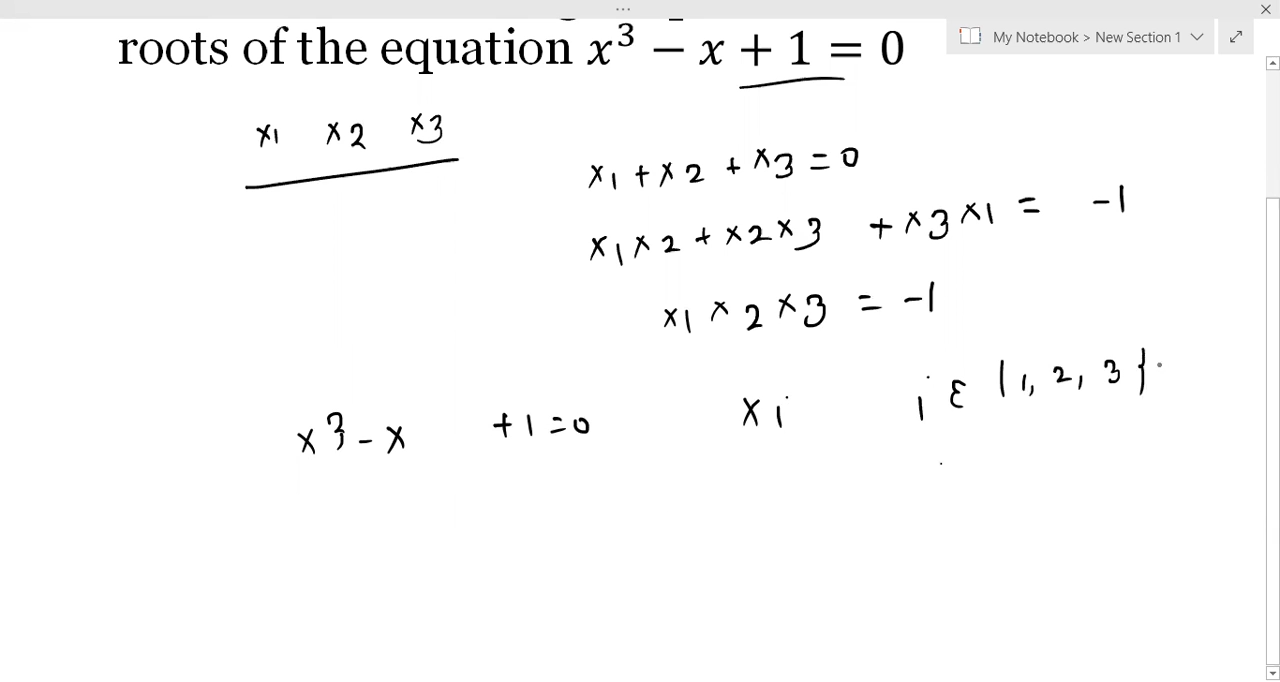 roots of the equation x³ − x + 1 = 0
My Notebook > New Section 1
x1 x2 x3
x1 + x2 + x3 = 0
x1x2 + x2x3 + x3x1 = -1
x1x2x3 = -1
i ε {1, 2, 3}
x3 - x +1=0 xi